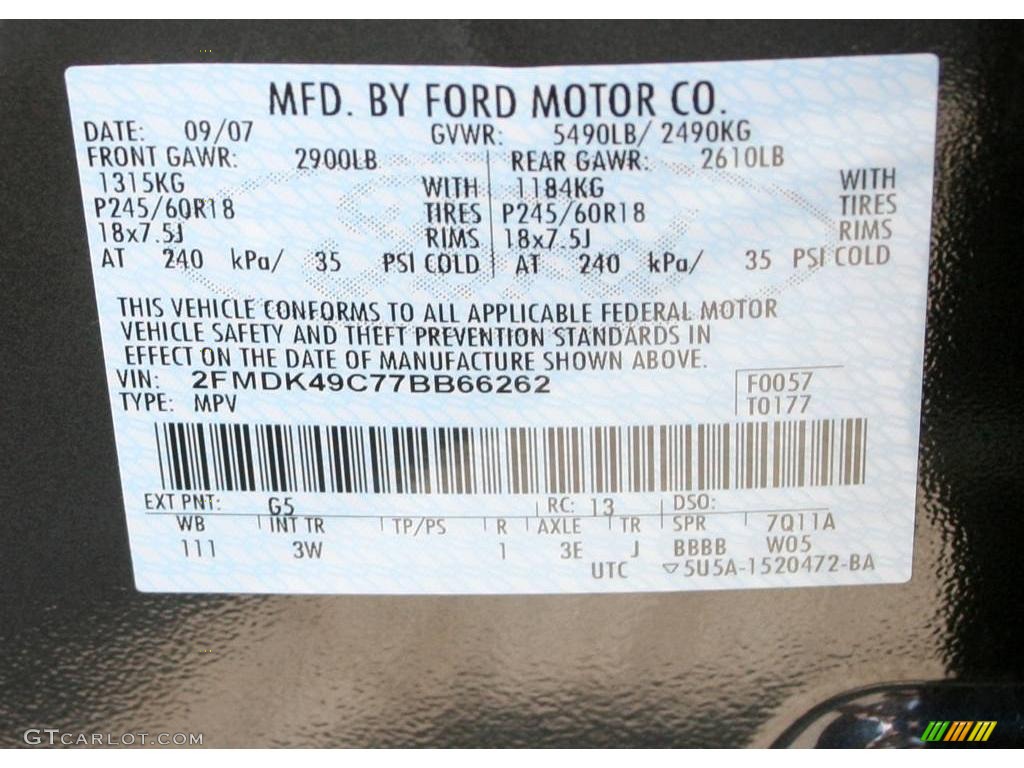 MFD. BY FORD MOTOR CO.
DATE: 09/07 GVWR: 5490LB/ 2490KG
FRONT GAWR: 2900LB REAR GAWR: 2610LB
1315KG WITH 1184KG WITH
P245/60R18 TIRES P245/60R18 TIRES
18x7.5J RIMS 18x7.5J RIMS
AT 240 kPa/ 35 PSI COLD AT 240 kPa/ 35 PSI COLD
THIS VEHICLE CONFORMS TO ALL APPLICABLE FEDERAL MOTOR
VEHICLE SAFETY AND THEFT PREVENTION STANDARDS IN
EFFECT ON THE DATE OF MANUFACTURE SHOWN ABOVE.
VIN: 2FMDK49C77BB66262 F0057
TYPE: MPV T0177
EXT PNT: G5 RC: 13 DSO:
WB INT TR TP/PS R AXLE TR SPR 7Q11A
111 3W 1 3E J BBBB W05
UTC ▽5U5A-1520472-BA
GTCARLOT.COM